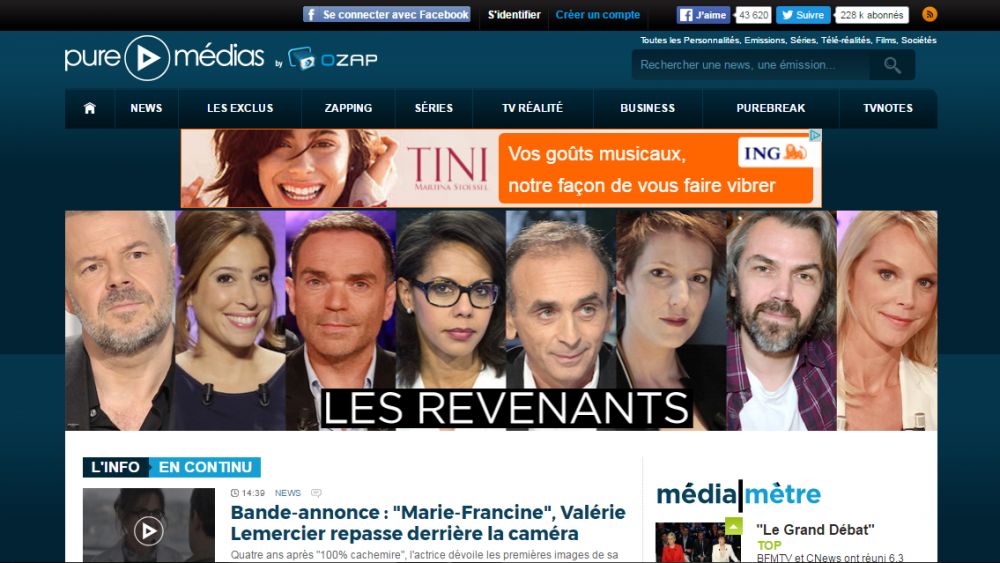 Se connecter avec Facebook
S'identifier
Créer un compte
J'aime
43 620
Suivre
228 k abonnés
pure médias by OZAP
Toutes les Personnalités, Emissions, Séries, Télé-réalités, Films, Sociétés
Rechercher une news, une émission...
NEWS
LES EXCLUS
ZAPPING
SÉRIES
TV RÉALITÉ
BUSINESS
PUREBREAK
TVNOTES
TINI
MARTINA STOESSEL
Vos goûts musicaux,
notre façon de vous faire vibrer
ING
LES REVENANTS
L'INFO EN CONTINU
14:39 NEWS
Bande-annonce : "Marie-Francine", Valérie
Lemercier repasse derrière la caméra
Quatre ans après "100% cachemire", l'actrice dévoile les premières images de sa
média mètre
"Le Grand Débat"
TOP
BFMTV et CNews ont réuni 6,3